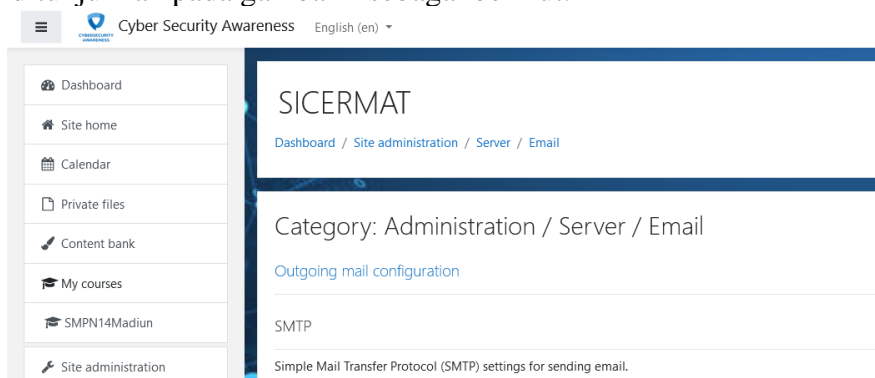 Cyber Security Awareness English (en)
CYBERSECURITY
AWARENESS
Dashboard
Site home
Calendar
Private files
Content bank
My courses
SMPN14Madiun
Site administration
SICERMAT
Dashboard / Site administration / Server / Email
Category: Administration / Server / Email
Outgoing mail configuration
SMTP
Simple Mail Transfer Protocol (SMTP) settings for sending email.